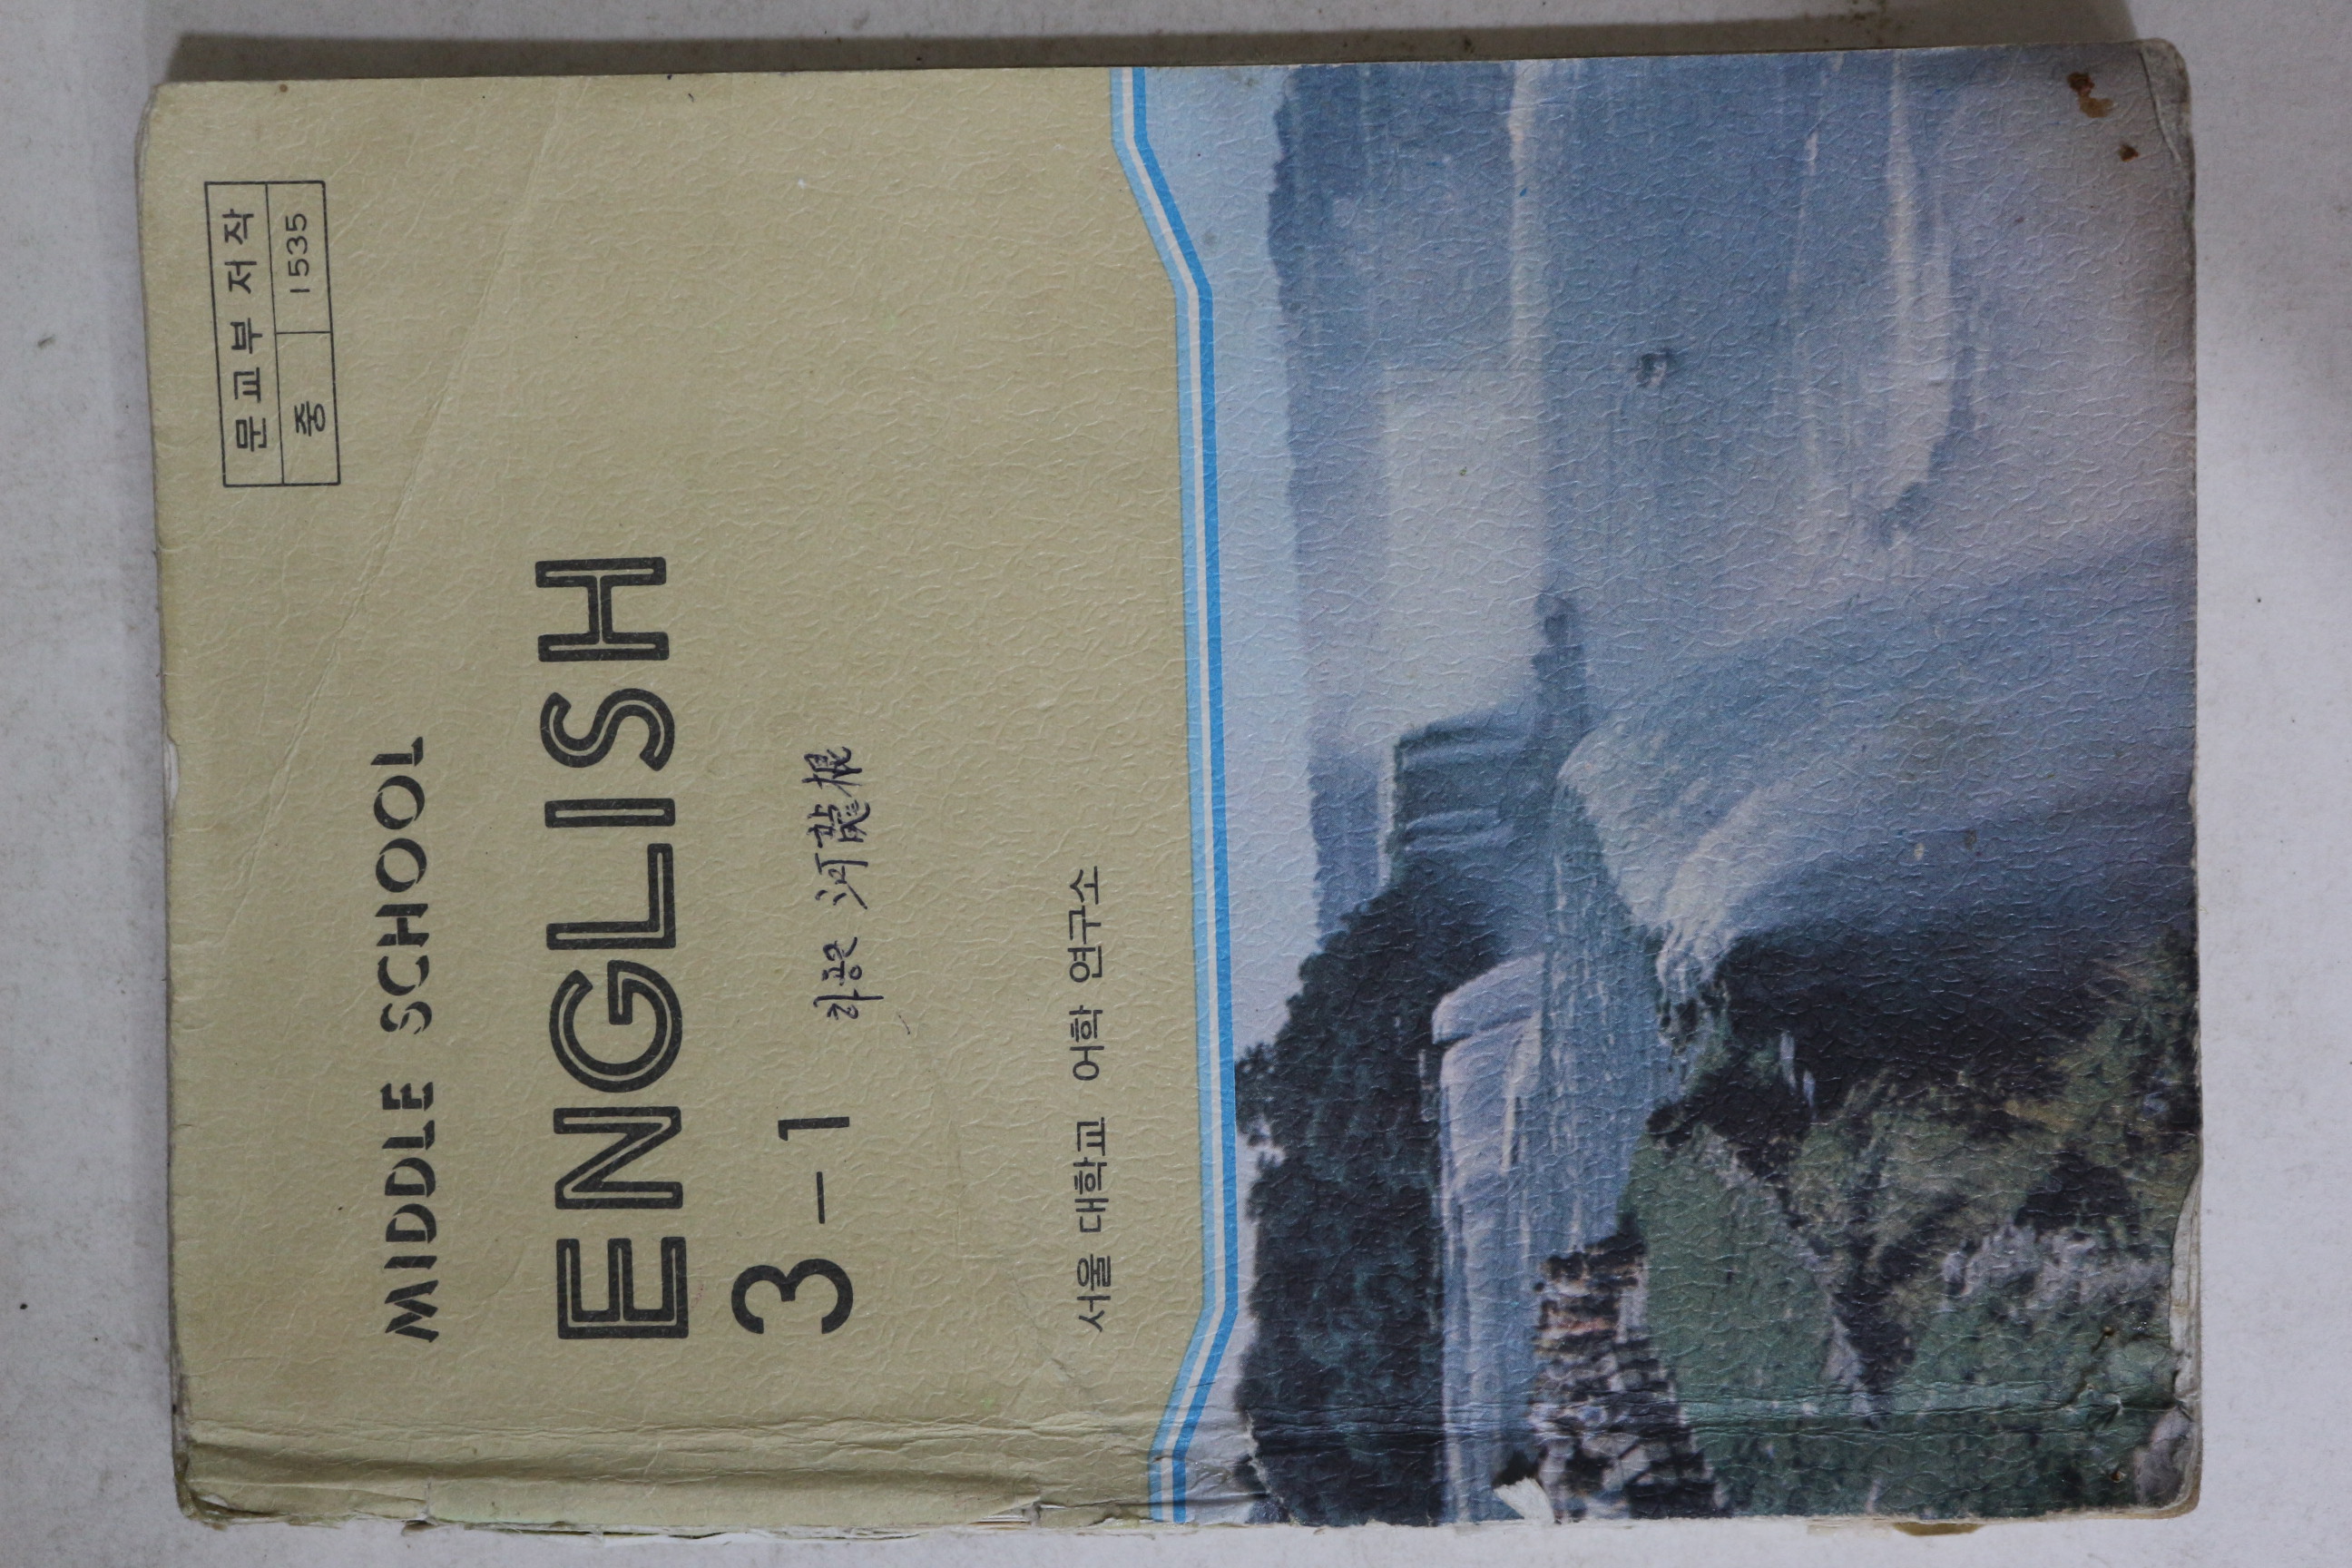 문교부 저작
중 1535
MIDDLE SCHOOL
ENGLISH
3-1
河龍根
서울 대학교 어학 연구소